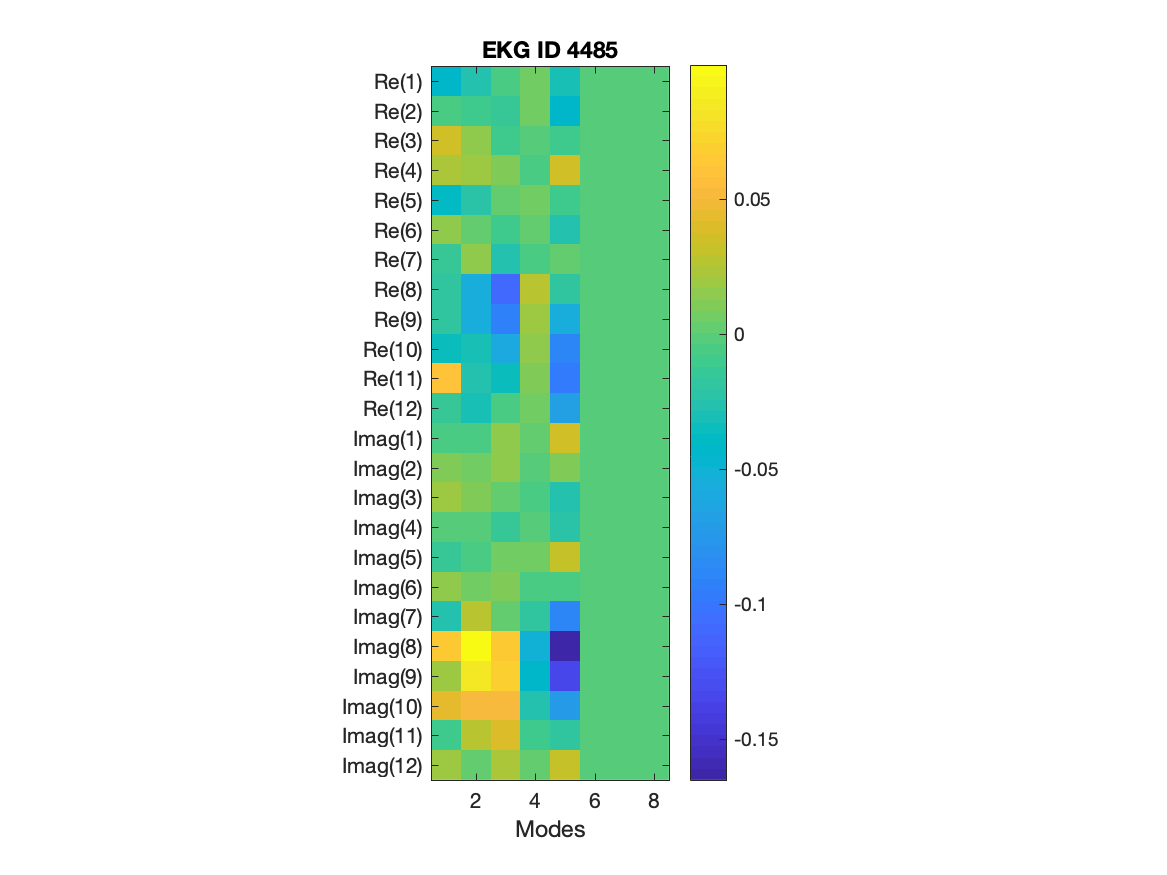 EKG ID 4485
Re(1)
Re(2)
Re(3)
Re(4)
Re(5)
Re(6)
Re(7)
Re(8)
Re(9)
Re(10)
Re(11)
Re(12)
Imag(1)
Imag(2)
Imag(3)
Imag(4)
Imag(5)
Imag(6)
Imag(7)
Imag(8)
Imag(9)
Imag(10)
Imag(11)
Imag(12)
2 4 6 8
Modes
0.05
0
-0.05
-0.1
-0.15